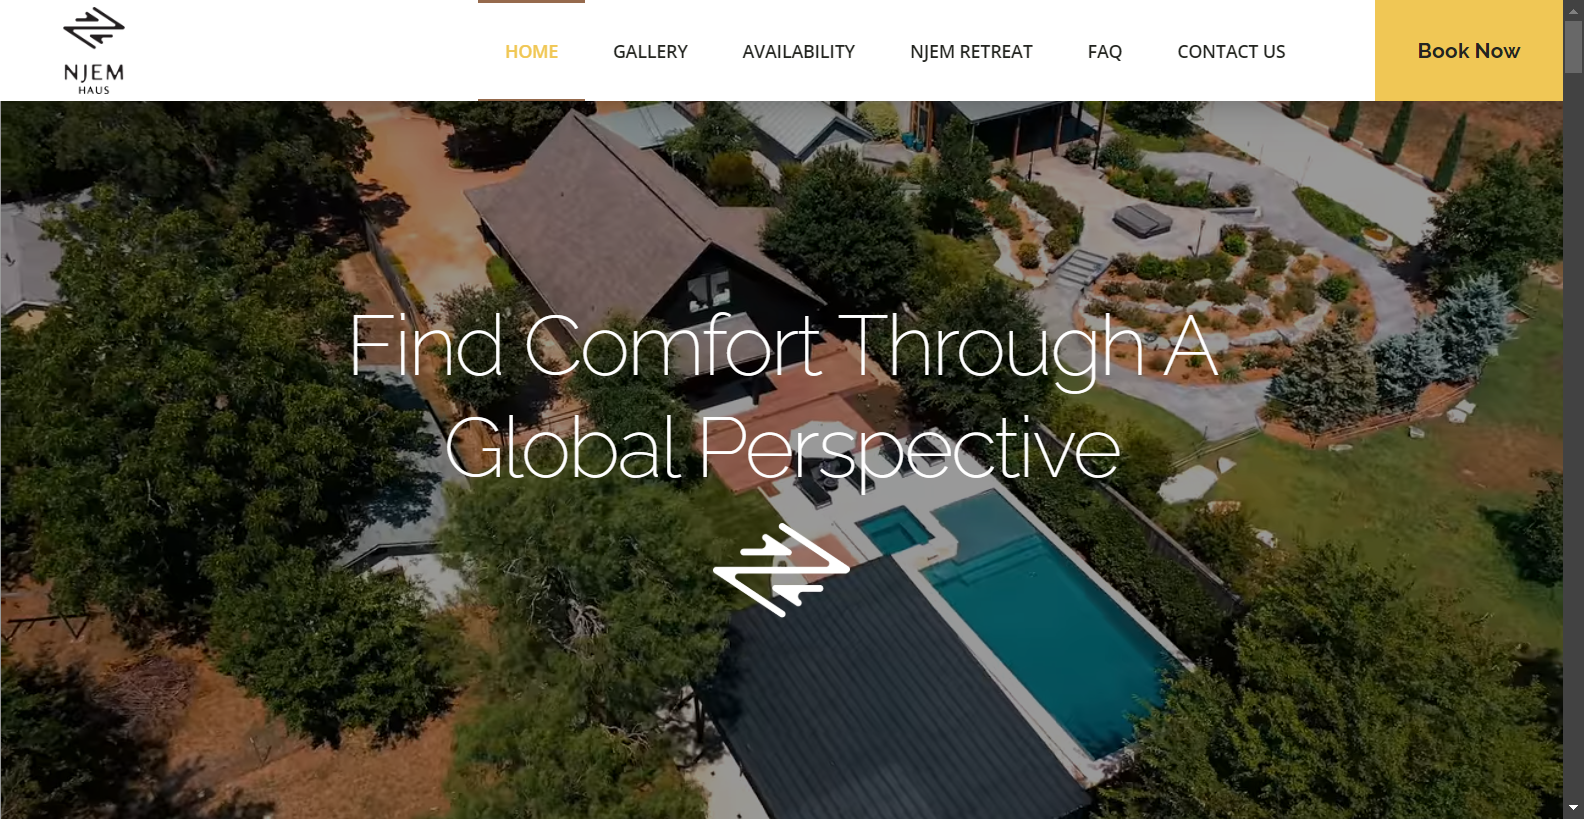 NJEM
HAUS
HOME
GALLERY
AVAILABILITY
NJEM RETREAT
FAQ
CONTACT US
Book Now
Find Comfort Through A
Global Perspective